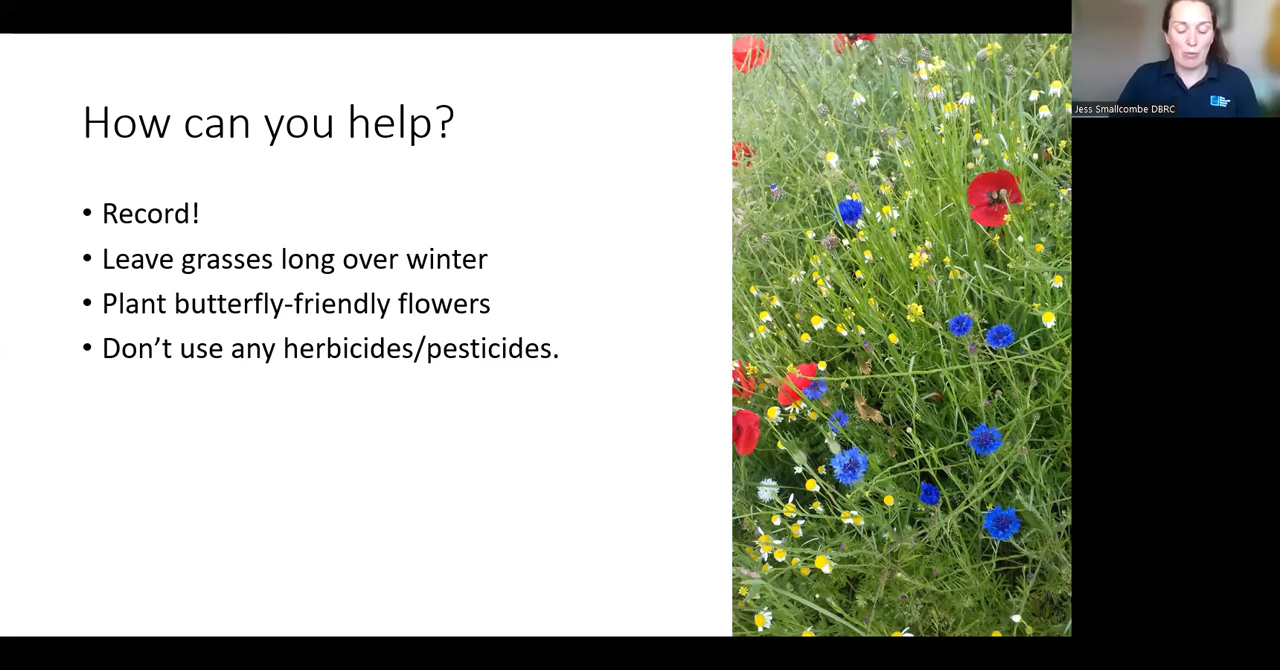 How can you help?
• Record!
• Leave grasses long over winter
• Plant butterfly-friendly flowers
• Don’t use any herbicides/pesticides.
Jess Smallcombe DBRC